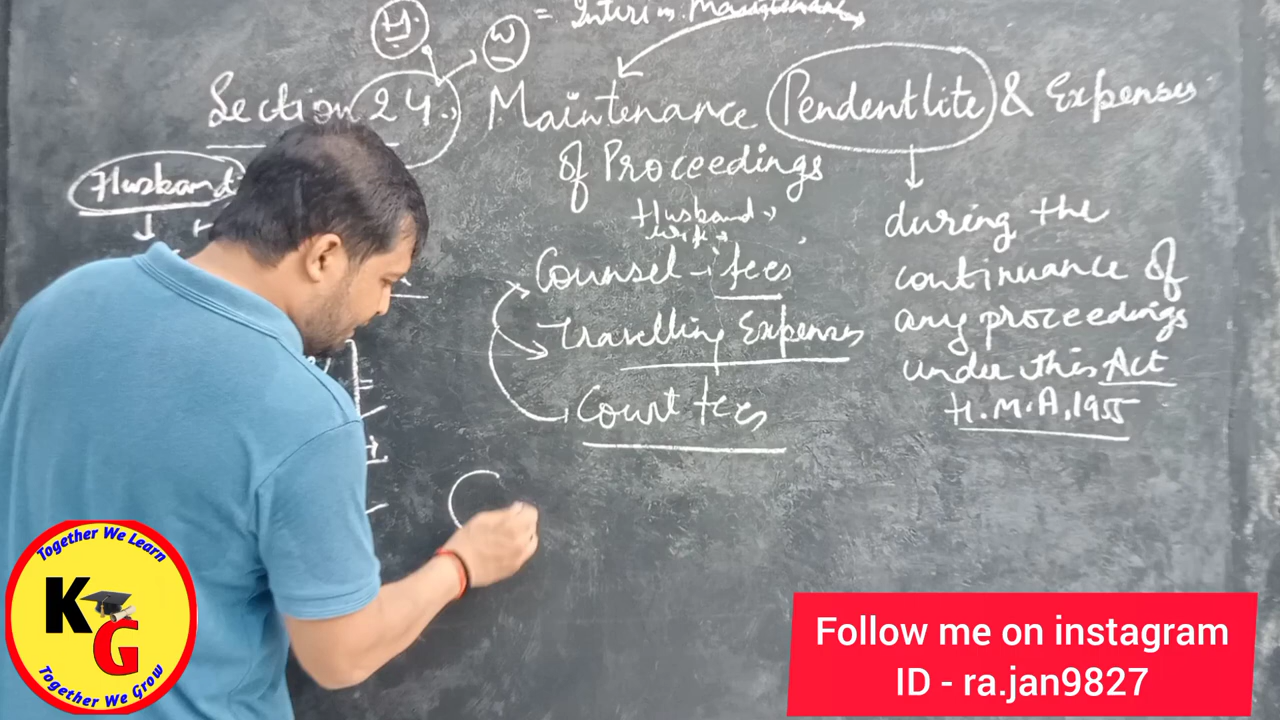 H W = Interim Maintenance
Section 24. Maintenance Pendentlite & Expenses
of Proceedings
Husband
Husband
Wife
Counsel - fees
Travelling Expenses
Court fees
during the
continuance of
any proceedings
under this Act
H.M.A, 1955
Together We Learn
KG
Together We Grow
Follow me on instagram
ID - ra.jan9827